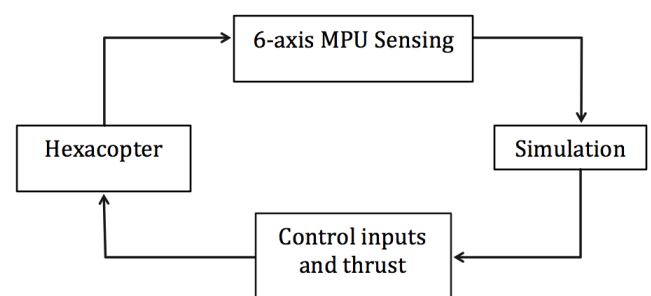 6-axis MPU Sensing
Hexacopter
Simulation
Control inputs
and thrust